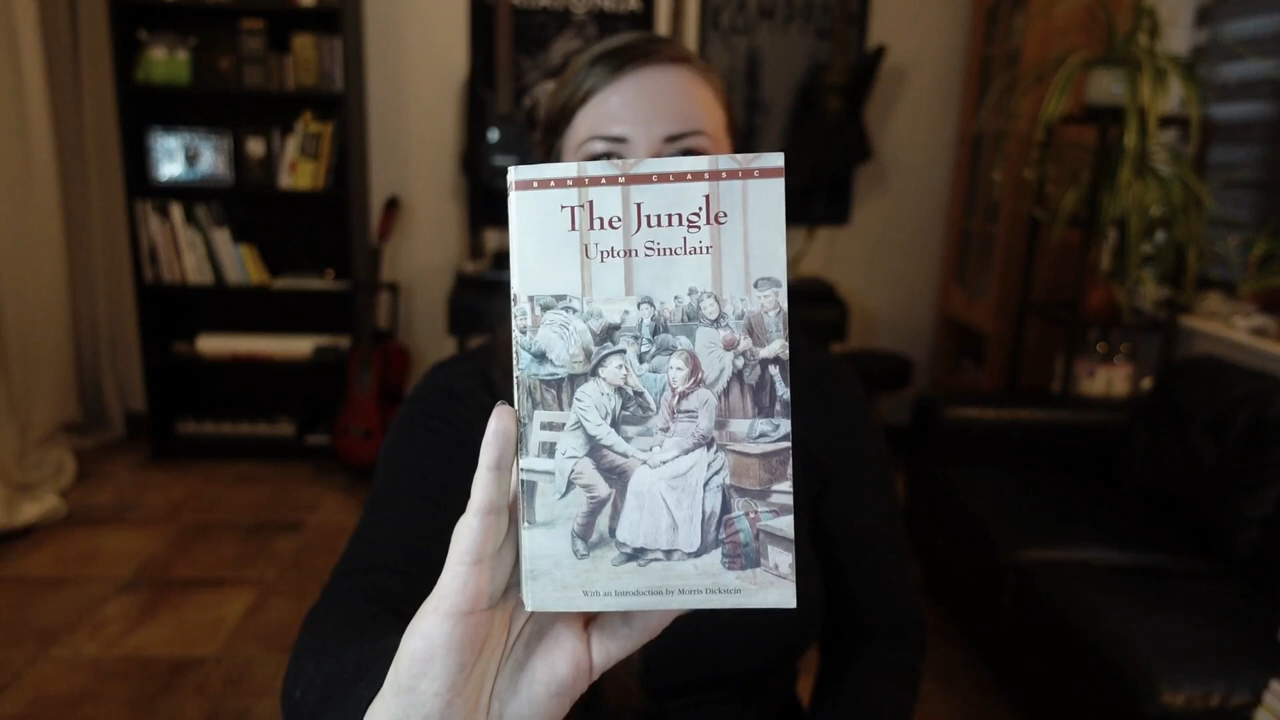 BANTAM CLASSIC
The Jungle
Upton Sinclair
With an Introduction by Morris Dickstein